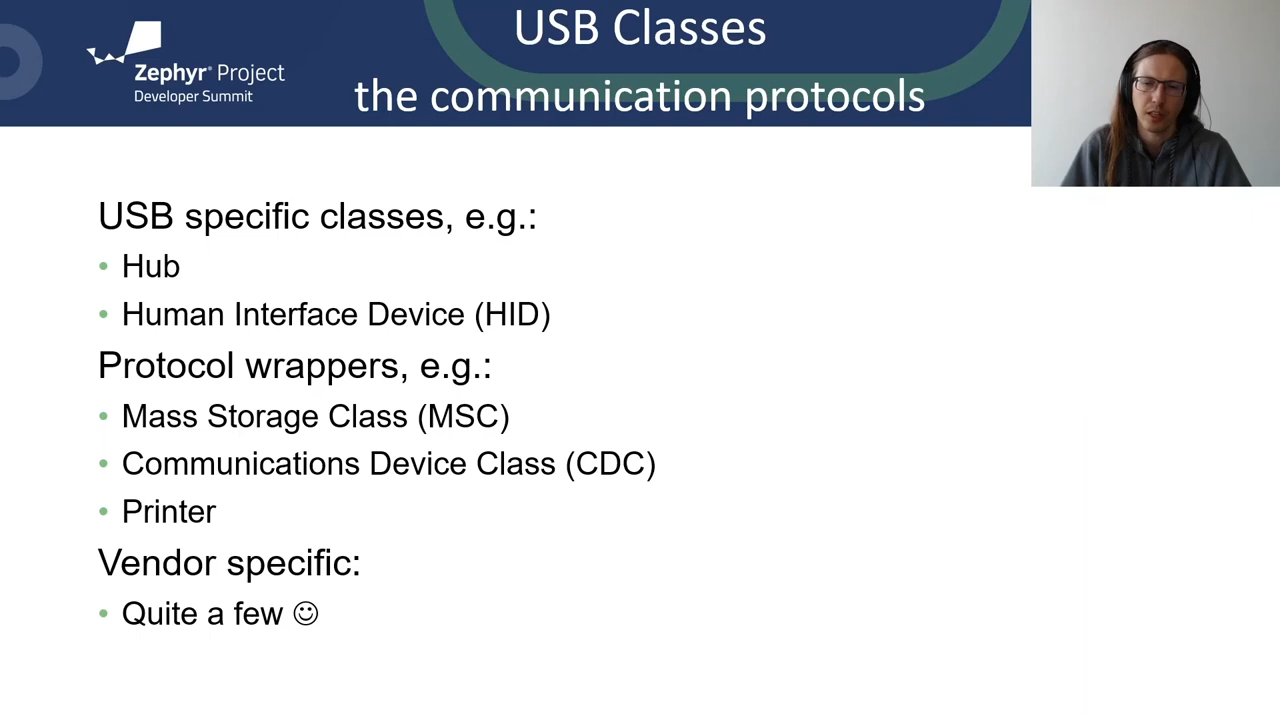 USB Classes
the communication protocols
Zephyr® Project
Developer Summit
USB specific classes, e.g.:
• Hub
• Human Interface Device (HID)
Protocol wrappers, e.g.:
• Mass Storage Class (MSC)
• Communications Device Class (CDC)
• Printer
Vendor specific:
• Quite a few ☺